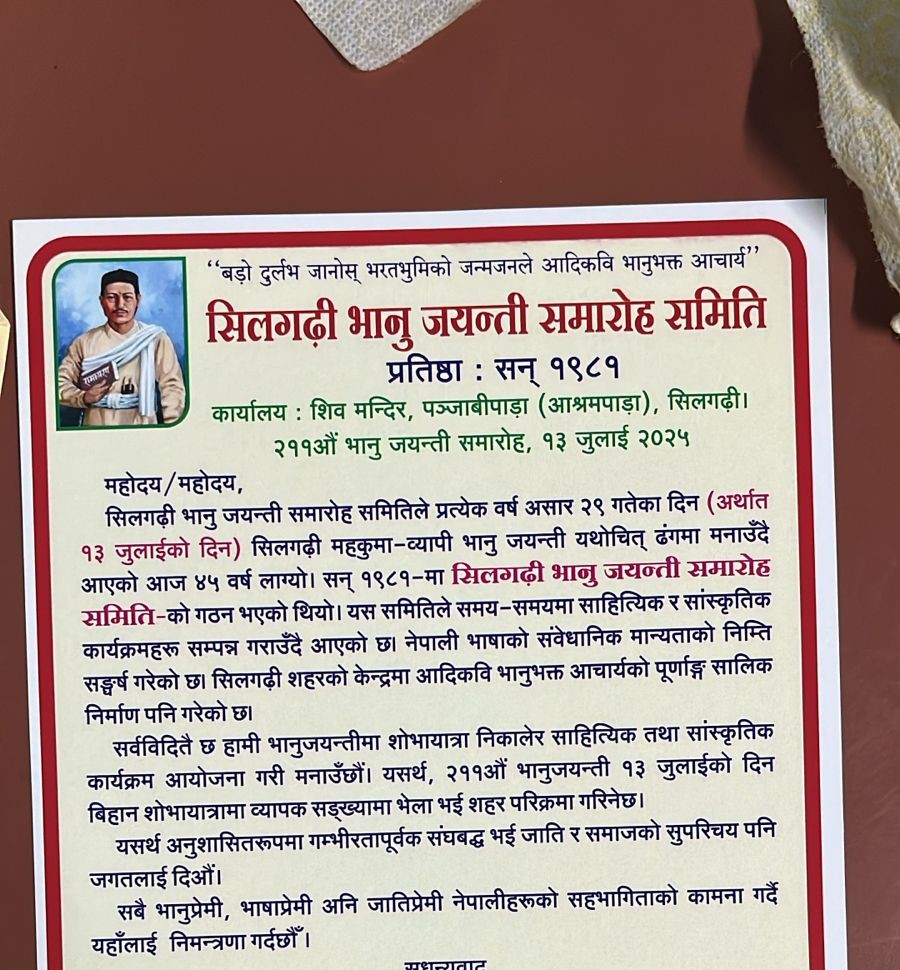 “बड़ो दुर्लभ जानोस् भरतभुमिको जन्मजनले आदिकवि भानुभक्त आचार्य”
सिलगढ़ी भानु जयन्ती समारोह समिति
प्रतिष्ठा : सन् १९८१
कार्यालय : शिव मन्दिर, पञ्जाबीपाड़ा (आश्रमपाड़ा), सिलगढ़ी।
२११औं भानु जयन्ती समारोह, १३ जुलाई २०२५
रामायण
महोदय/महोदय,
सिलगढ़ी भानु जयन्ती समारोह समितिले प्रत्येक वर्ष असार २९ गतेका दिन (अर्थात
१३ जुलाईको दिन) सिलगढ़ी महकुमा-व्यापी भानु जयन्ती यथोचित् ढंगमा मनाउँदै
आएको आज ४५ वर्ष लाग्यो। सन् १९८१-मा सिलगढ़ी भानु जयन्ती समारोह
समिति-को गठन भएको थियो। यस समितिले समय-समयमा साहित्यिक र सांस्कृतिक
कार्यक्रमहरू सम्पन्न गराउँदै आएको छ। नेपाली भाषाको संवेधानिक मान्यताको निम्ति
सङ्घर्ष गरेको छ। सिलगढ़ी शहरको केन्द्रमा आदिकवि भानुभक्त आचार्यको पूर्णाङ्ग सालिक
निर्माण पनि गरेको छ।
सर्वविदितै छ हामी भानुजयन्तीमा शोभायात्रा निकालेर साहित्यिक तथा सांस्कृतिक
कार्यक्रम आयोजना गरी मनाउँछौं। यसर्थ, २११औं भानुजयन्ती १३ जुलाईको दिन
बिहान शोभायात्रामा व्यापक सङ्ख्यामा भेला भई शहर परिक्रमा गरिनेछ।
यसर्थ अनुशासितरूपमा गम्भीरतापूर्वक संघबद्ध भई जाति र समाजको सुपरिचय पनि
जगतलाई दिऔं।
सबै भानुप्रेमी, भाषाप्रेमी अनि जातिप्रेमी नेपालीहरूको सहभागिताको कामना गर्दै
यहाँलाई निमन्त्रणा गर्दछौँ।
सधन्यवाद